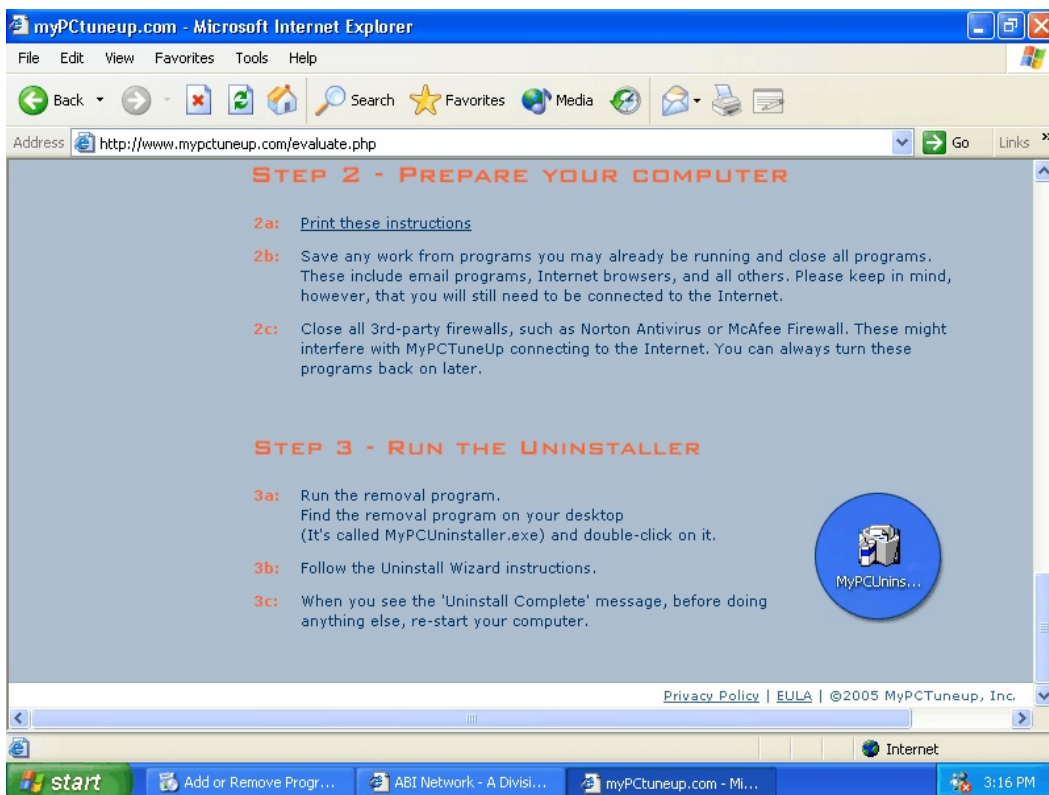 myPCtuneup.com - Microsoft Internet Explorer
File Edit View Favorites Tools Help
Back Search Favorites Media
Address http://www.mypctuneup.com/evaluate.php Go Links »
STEP 2 - PREPARE YOUR COMPUTER
2a: Print these instructions
2b: Save any work from programs you may already be running and close all programs.
These include email programs, Internet browsers, and all others. Please keep in mind,
however, that you will still need to be connected to the Internet.
2c: Close all 3rd-party firewalls, such as Norton Antivirus or McAfee Firewall. These might
interfere with MyPCTuneUp connecting to the Internet. You can always turn these
programs back on later.
STEP 3 - RUN THE UNINSTALLER
3a: Run the removal program.
Find the removal program on your desktop
(It's called MyPCUninstaller.exe) and double-click on it.
MyPCUnins...
3b: Follow the Uninstall Wizard instructions.
3c: When you see the 'Uninstall Complete' message, before doing
anything else, re-start your computer.
Privacy Policy | EULA | ©2005 MyPCTuneup, Inc.
Internet
start Add or Remove Progr... ABI Network - A Divisi... myPCtuneup.com - Mi... 3:16 PM